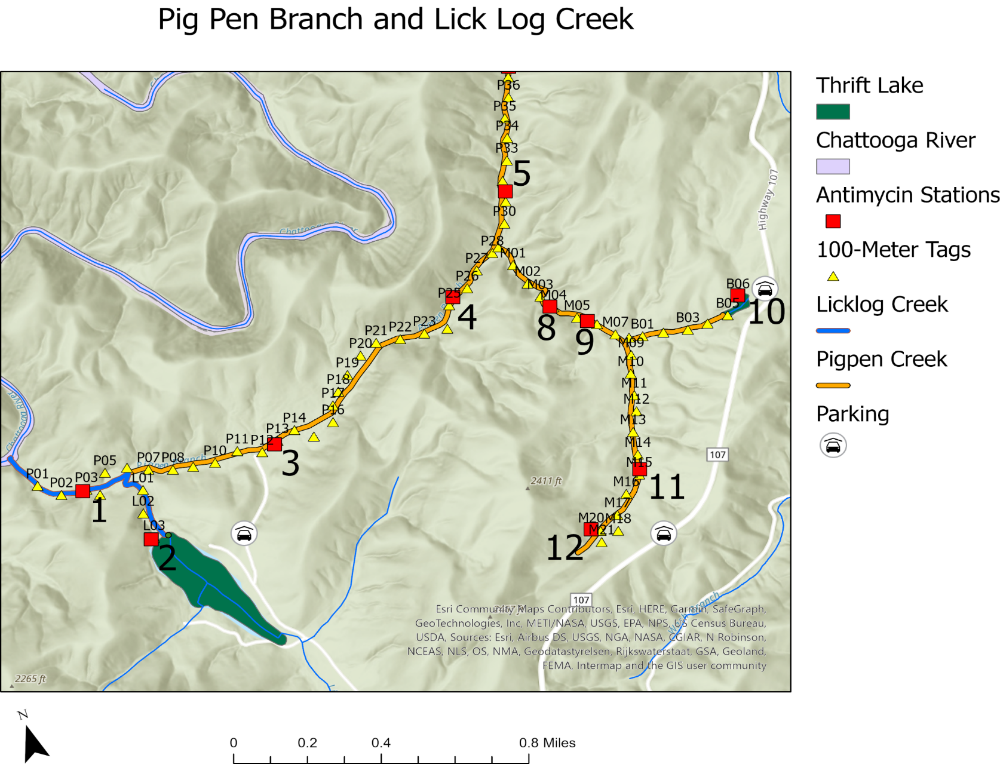 Pig Pen Branch and Lick Log Creek
P36
P35
P34
P33
5
P30
P28
P27
M01
P26
M02
M03
P25
M04
4
M05
8
9
M07
B01
B03
B05
B06
10
Highway 107
Chattooga River
Chattooga River
P23
P22
P21
P20
P19
P18
P17
P16
P14
P13
P12
3
P11
P10
P08
P07
Pigpen Branch
P05
P03
P02
P01
1
L01
L02
L03
2
M09
M10
M11
M12
M13
M14
M15
11
M16
M17
M18
M20
M21
12
107
107
2411 ft
2265 ft
Esri Community Maps Contributors, Esri, HERE, Garmin, SafeGraph,
GeoTechnologies, Inc, METI/NASA, USGS, EPA, NPS, US Census Bureau,
USDA, Sources: Esri, Airbus DS, USGS, NGA, NASA, CGIAR, N Robinson,
NCEAS, NLS, OS, NMA, Geodatastyrelsen, Rijkswaterstaat, GSA, Geoland,
FEMA, Intermap and the GIS user community
Thrift Lake
Chattooga River
Antimycin Stations
100-Meter Tags
Licklog Creek
Pigpen Creek
Parking
N
0 0.2 0.4 0.8 Miles